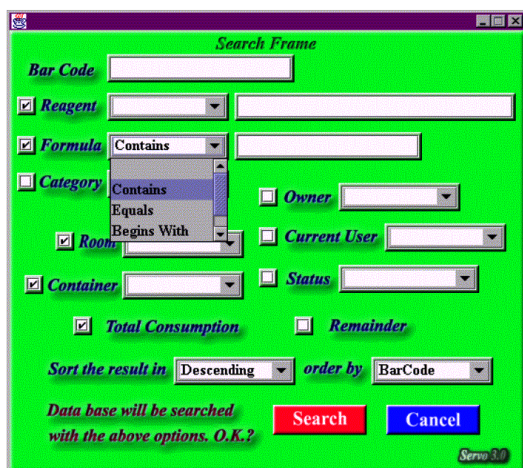 Search Frame
Bar Code
Reagent
Formula Contains
Category
Contains
Equals
Begins With
Owner
Room
Current User
Container
Status
Total Consumption Remainder
Sort the result in Descending order by BarCode
Data base will be searched
with the above options. O.K.?
Search Cancel
Servo 3.0